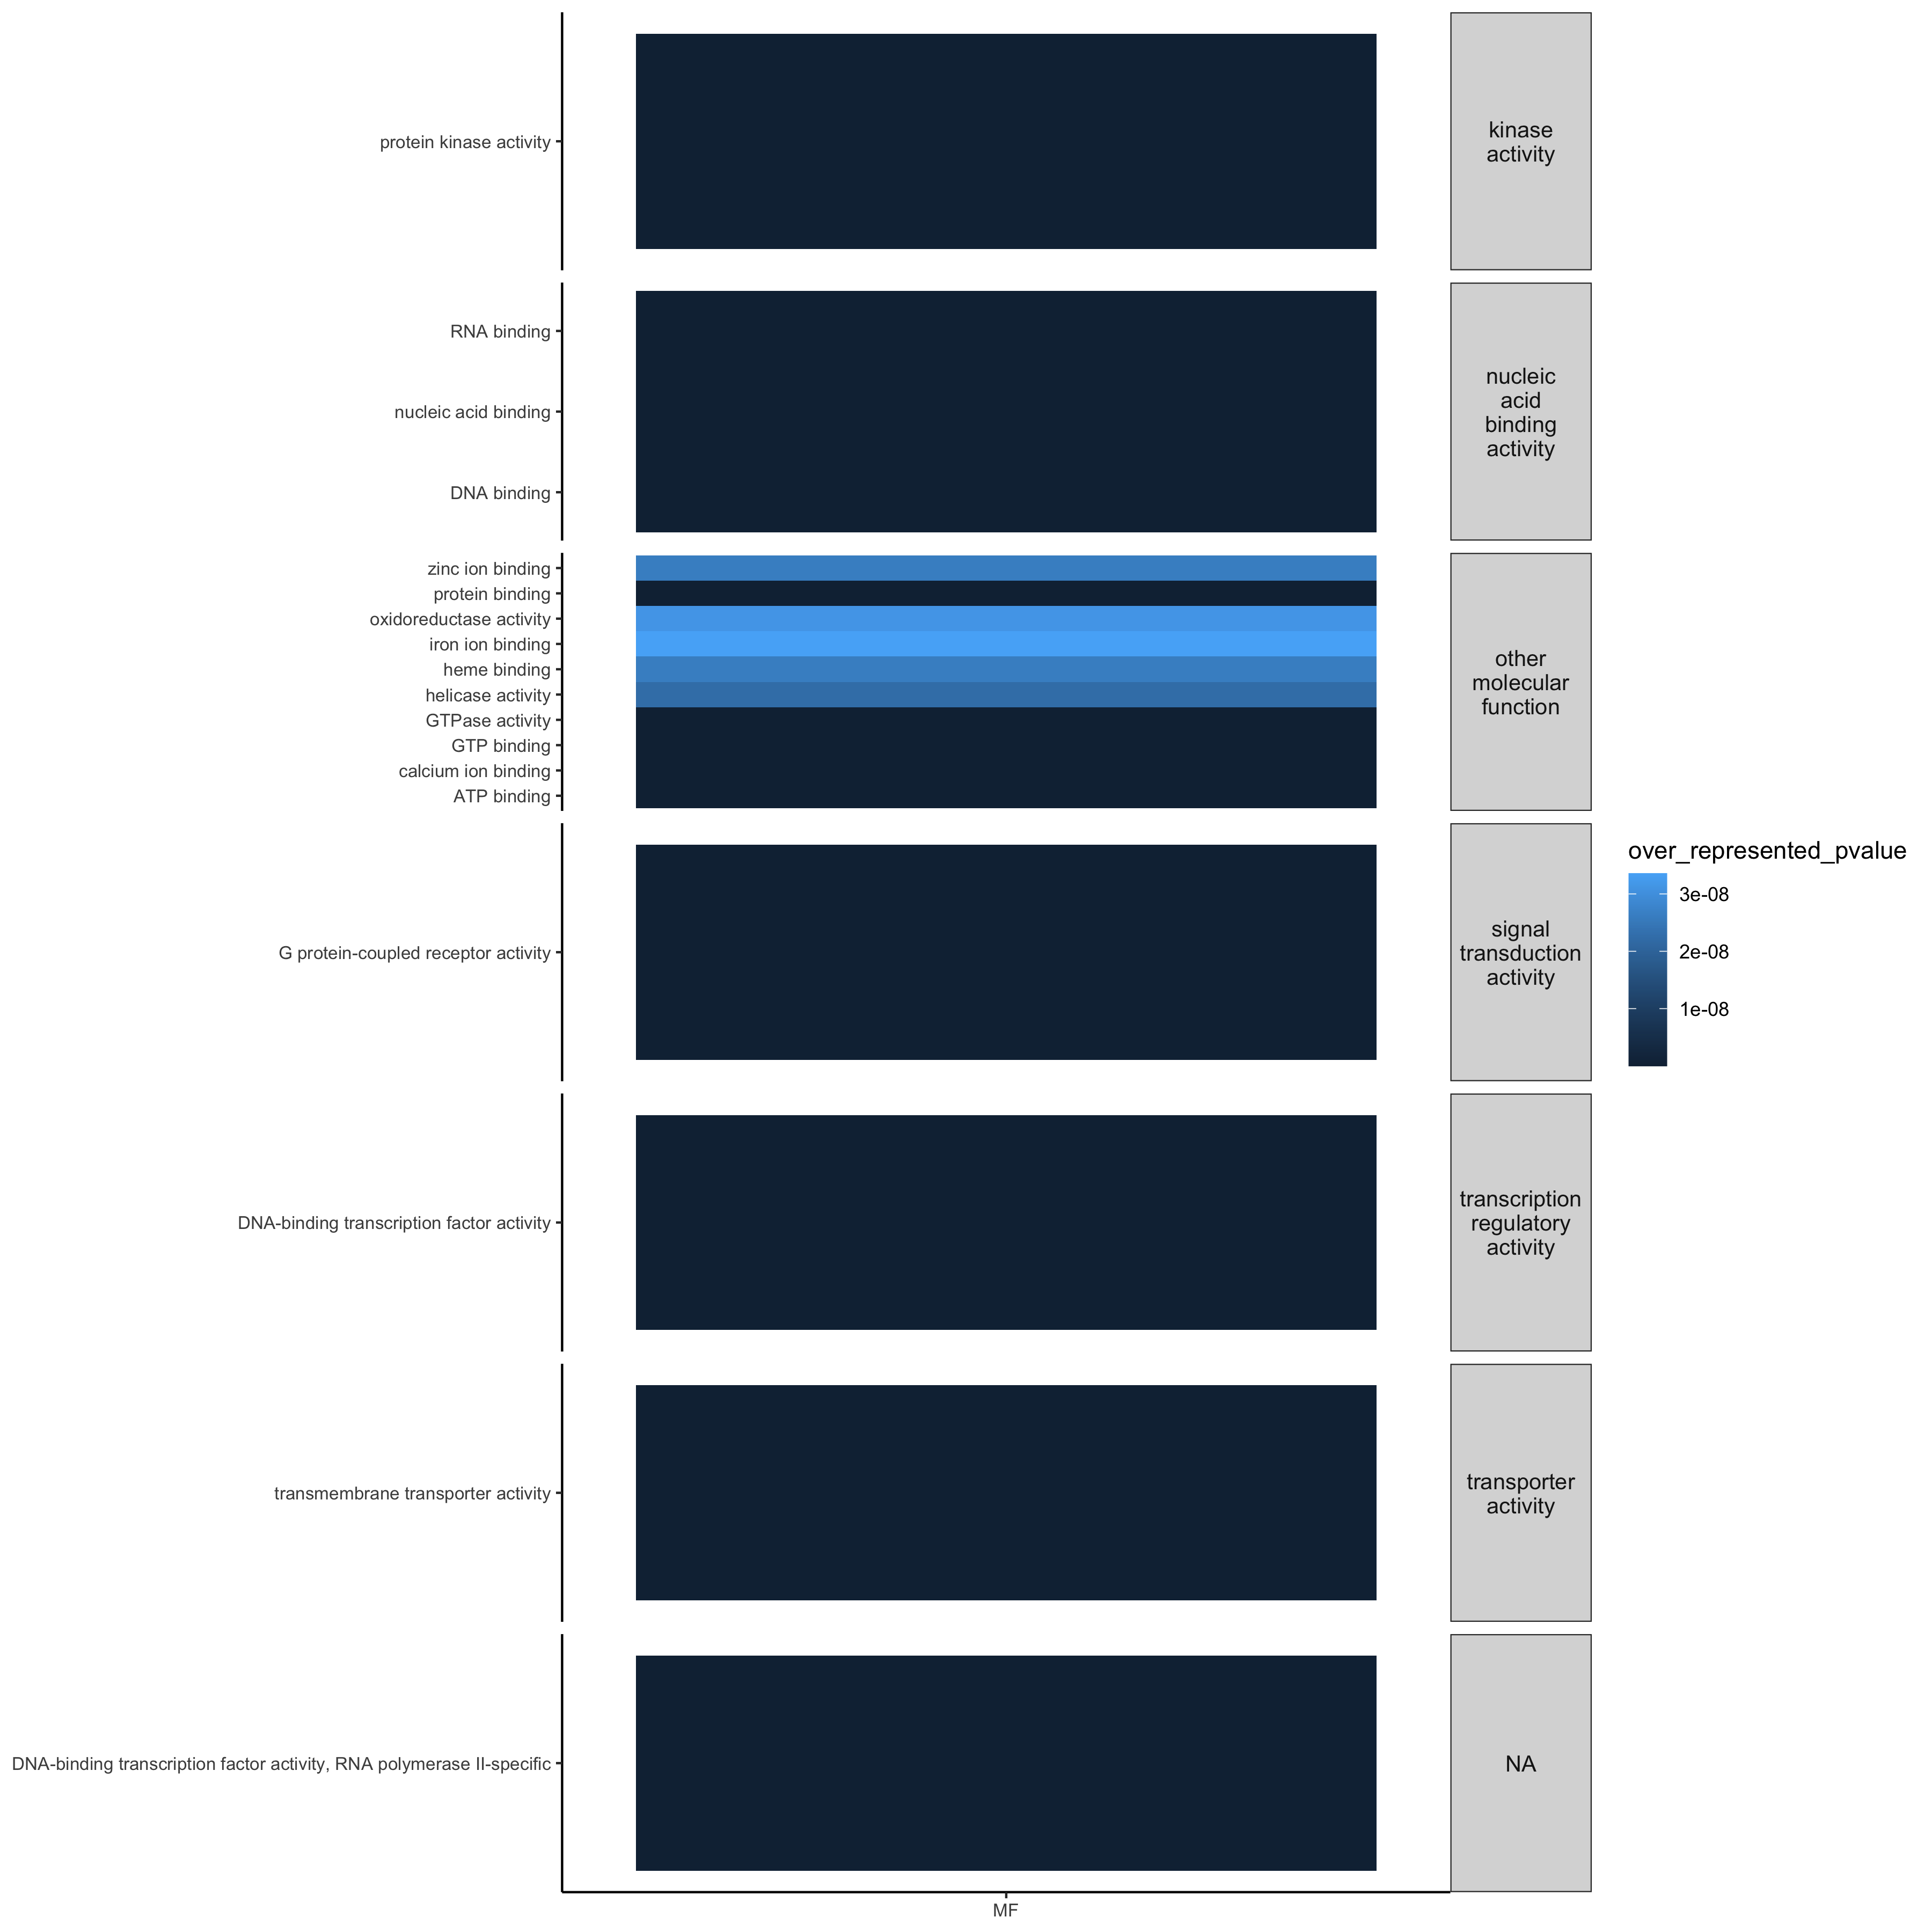 protein kinase activity
kinase
activity
RNA binding
nucleic acid binding
DNA binding
nucleic
acid
binding
activity
zinc ion binding
protein binding
oxidoreductase activity
iron ion binding
heme binding
helicase activity
GTPase activity
GTP binding
calcium ion binding
ATP binding
other
molecular
function
G protein-coupled receptor activity
signal
transduction
activity
DNA-binding transcription factor activity
transcription
regulatory
activity
transmembrane transporter activity
transporter
activity
DNA-binding transcription factor activity, RNA polymerase II-specific
NA
MF
over_represented_pvalue
3e-08
2e-08
1e-08